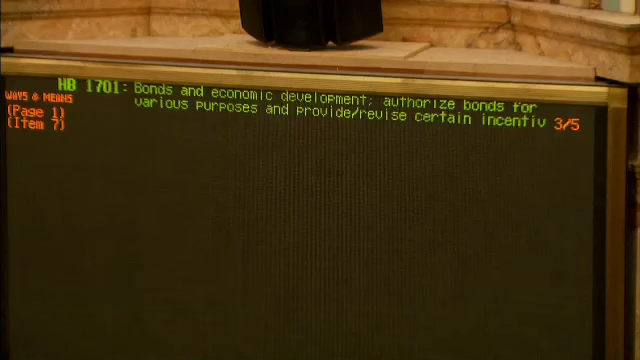 HB 1701: Bonds and economic development; authorize bonds for
WAYS & MEANS various purposes and provide/revise certain incentiv 3/5
(Page 1)
(Item 7)